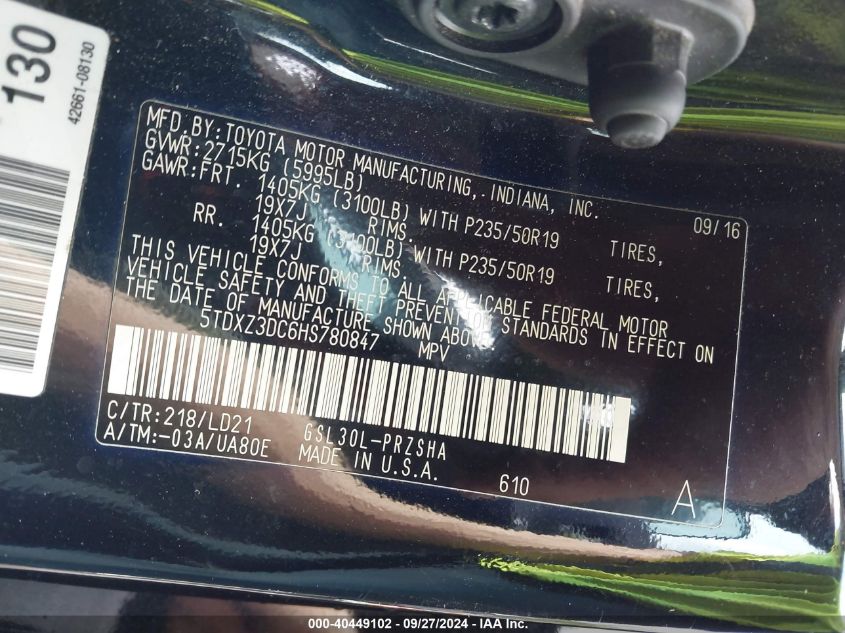 130
42661-08130
MFD.BY:TOYOTA MOTOR MANUFACTURING, INDIANA, INC. 09/16
GVWR:2715KG (5995LB)
GAWR:FRT. 1405KG (3100LB) WITH P235/50R19 TIRES,
19X7J RIMS.
RR. 1405KG (3100LB) WITH P235/50R19 TIRES,
19X7J RIMS.
THIS VEHICLE CONFORMS TO ALL APPLICABLE FEDERAL MOTOR
VEHICLE SAFETY AND THEFT PREVENTION STANDARDS IN EFFECT ON
THE DATE OF MANUFACTURE SHOWN ABOVE.
5TDXZ3DC6HS780847 MPV
C/TR:218/LD21 GSL30L-PRZSHA
A/TM:-03A/UA80E MADE IN U.S.A. 610 A
000-40449102 - 09/27/2024 - IAA Inc.